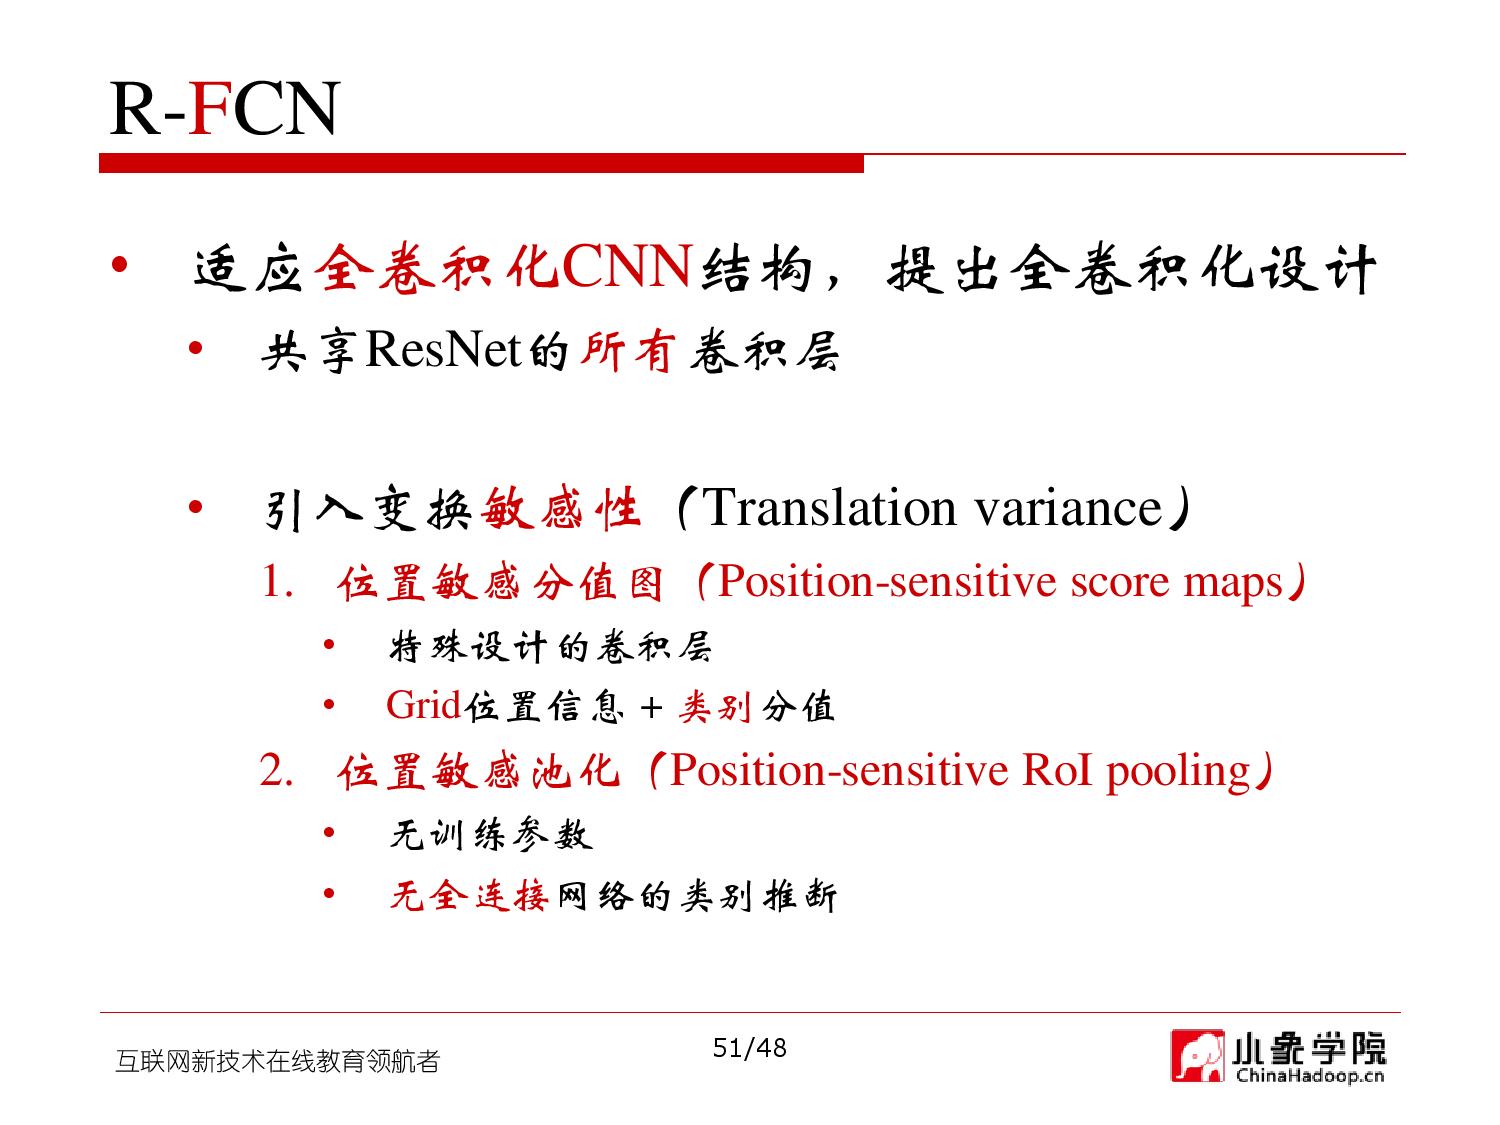 R-FCN
• 适应全卷积化CNN结构，提出全卷积化设计
• 共享ResNet的所有卷积层
• 引入变换敏感性（Translation variance）
1. 位置敏感分值图（Position-sensitive score maps）
• 特殊设计的卷积层
• Grid位置信息 + 类别分值
2. 位置敏感池化（Position-sensitive RoI pooling）
• 无训练参数
• 无全连接网络的类别推断
互联网新技术在线教育领航者
51/48
小象学院
ChinaHadoop.cn